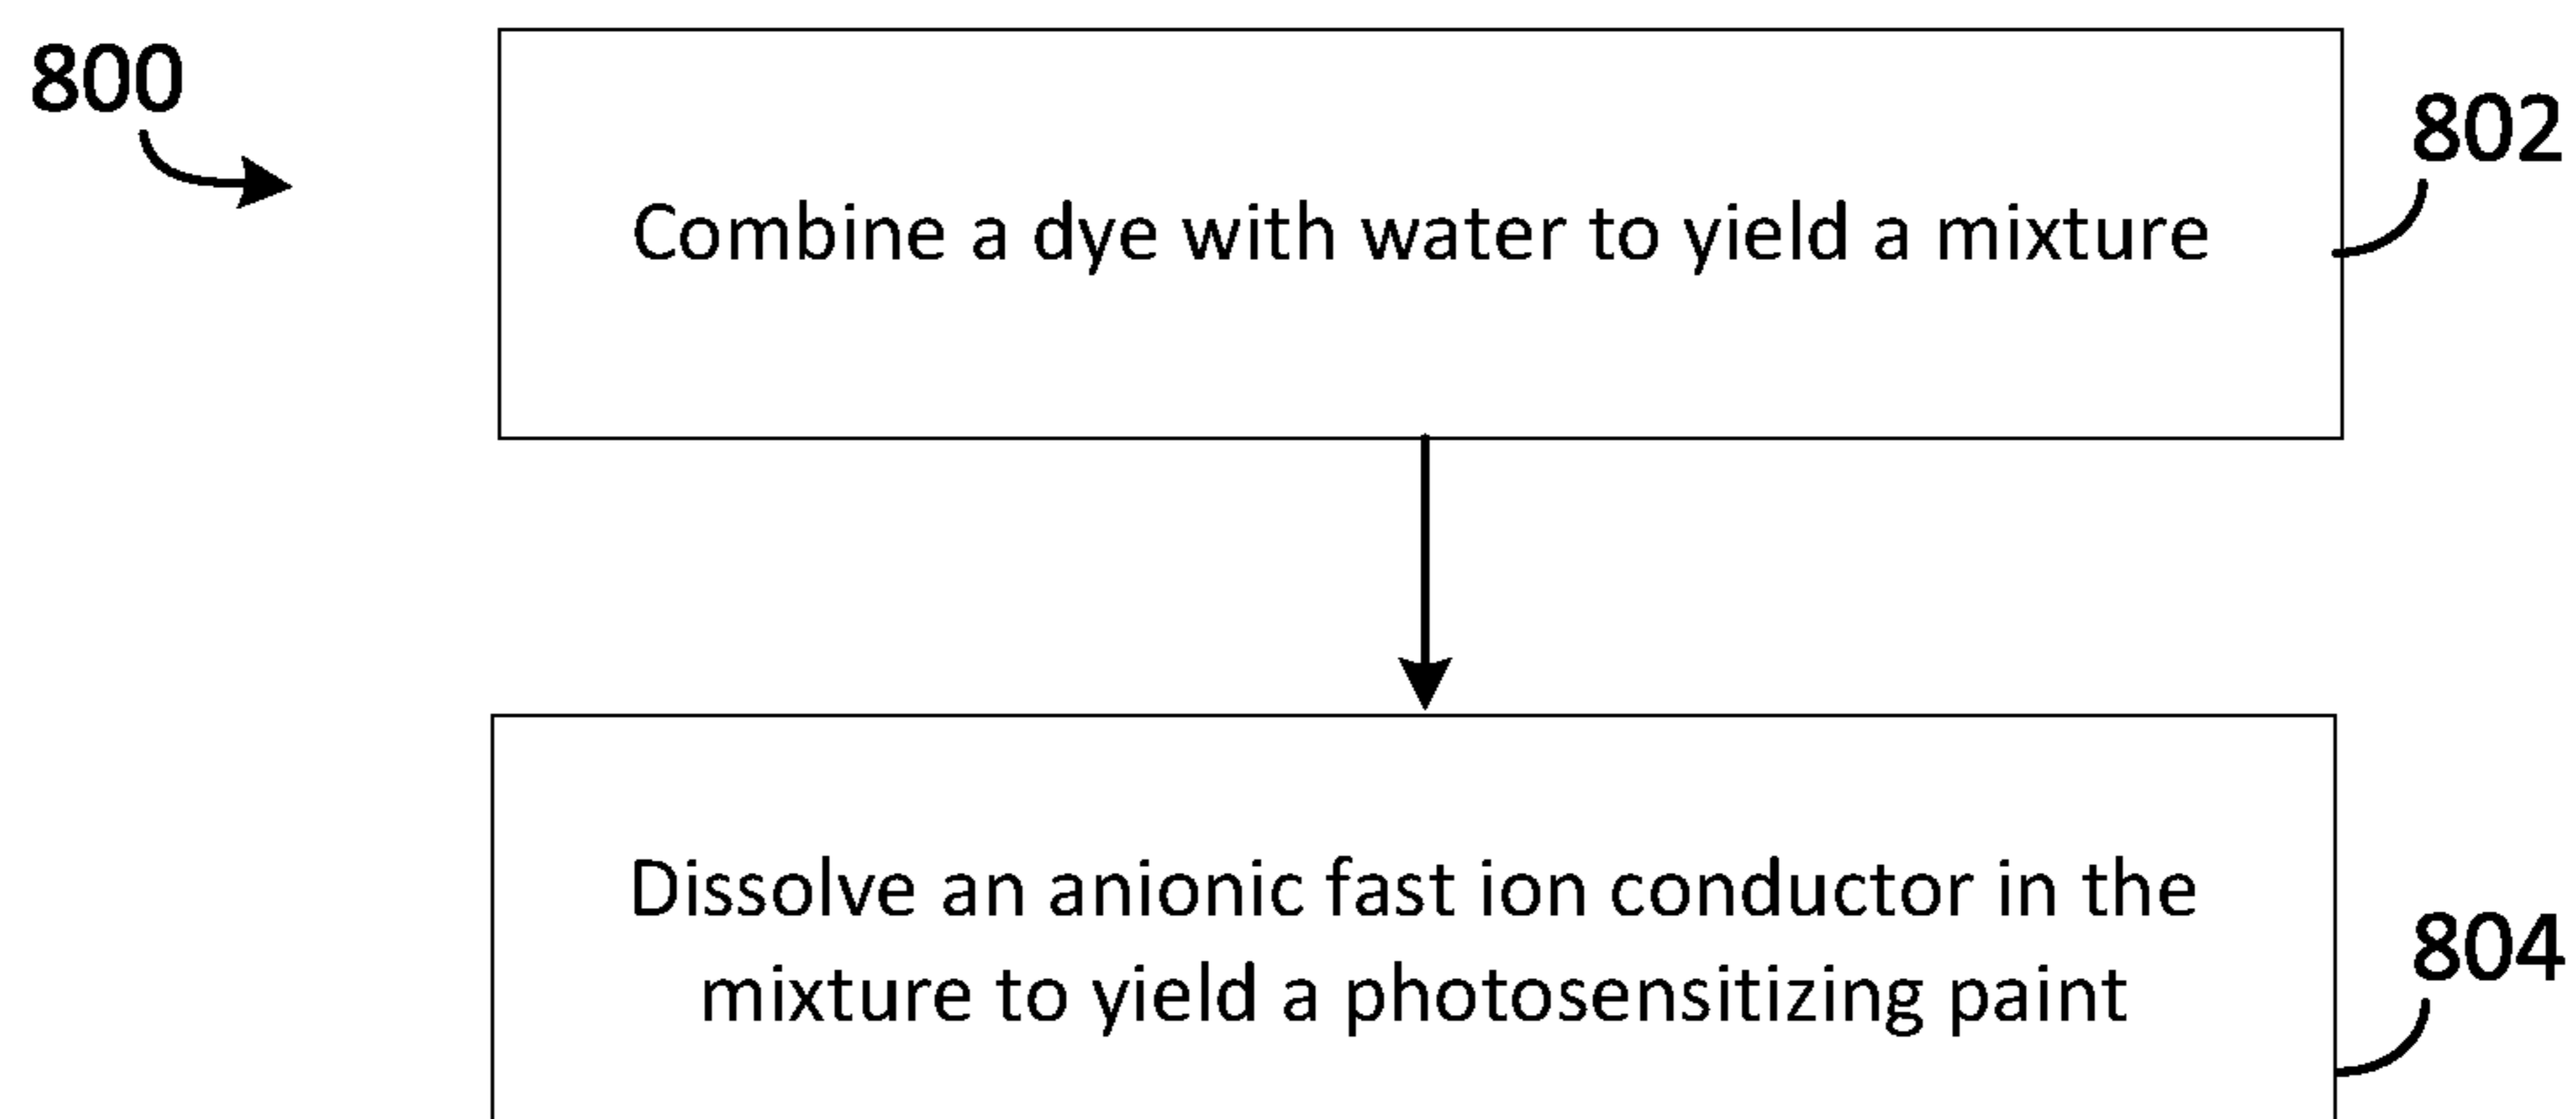 800
802
Combine a dye with water to yield a mixture
Dissolve an anionic fast ion conductor in the
mixture to yield a photosensitizing paint
804